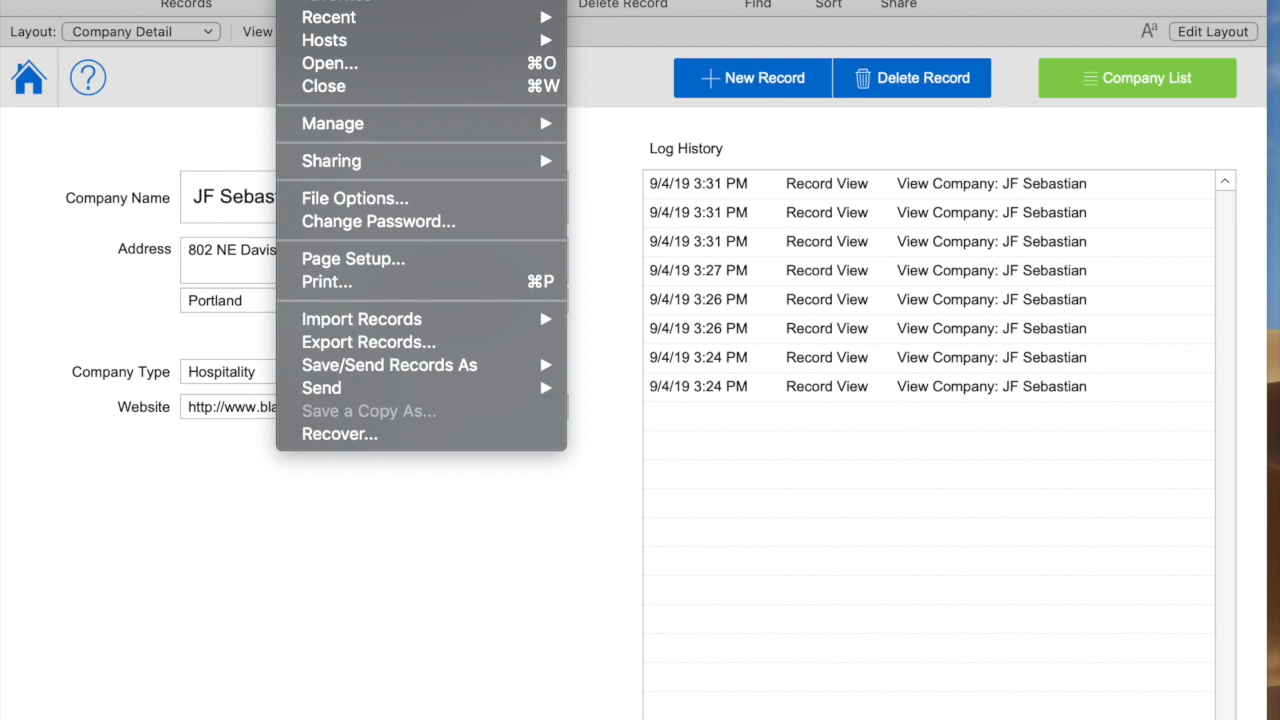 Records
Favorites
Delete Record
Find
Sort
Share
Layout: Company Detail
View
Aa
Edit Layout
Recent
Hosts
Open... ⌘O
Close ⌘W
Manage
Sharing
File Options...
Change Password...
Page Setup...
Print... ⌘P
Import Records
Export Records...
Save/Send Records As
Send
Save a Copy As...
Recover...
?
New Record
Delete Record
Company List
Company Name JF Sebas
Address 802 NE Davis
Portland
Company Type Hospitality
Website http://www.bla
Log History
9/4/19 3:31 PM Record View View Company: JF Sebastian
9/4/19 3:31 PM Record View View Company: JF Sebastian
9/4/19 3:31 PM Record View View Company: JF Sebastian
9/4/19 3:27 PM Record View View Company: JF Sebastian
9/4/19 3:26 PM Record View View Company: JF Sebastian
9/4/19 3:26 PM Record View View Company: JF Sebastian
9/4/19 3:24 PM Record View View Company: JF Sebastian
9/4/19 3:24 PM Record View View Company: JF Sebastian